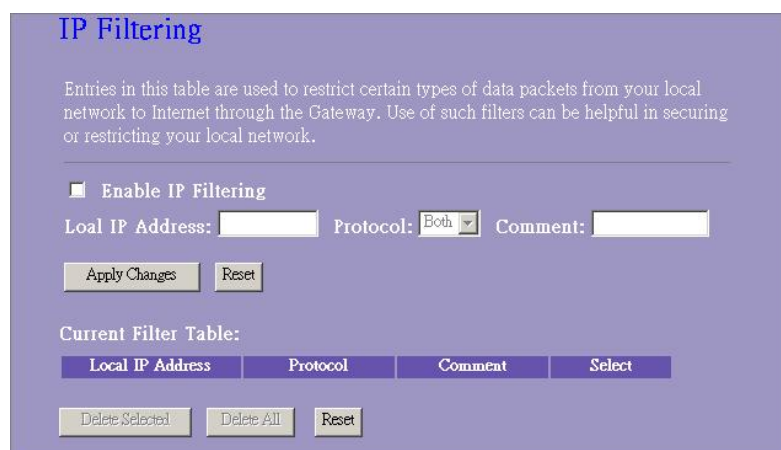 IP Filtering
Entries in this table are used to restrict certain types of data packets from your local
network to Internet through the Gateway. Use of such filters can be helpful in securing
or restricting your local network.
Enable IP Filtering
Loal IP Address: Protocol: Both Comment:
Apply Changes Reset
Current Filter Table:
Local IP Address Protocol Comment Select
Delete Selected Delete All Reset